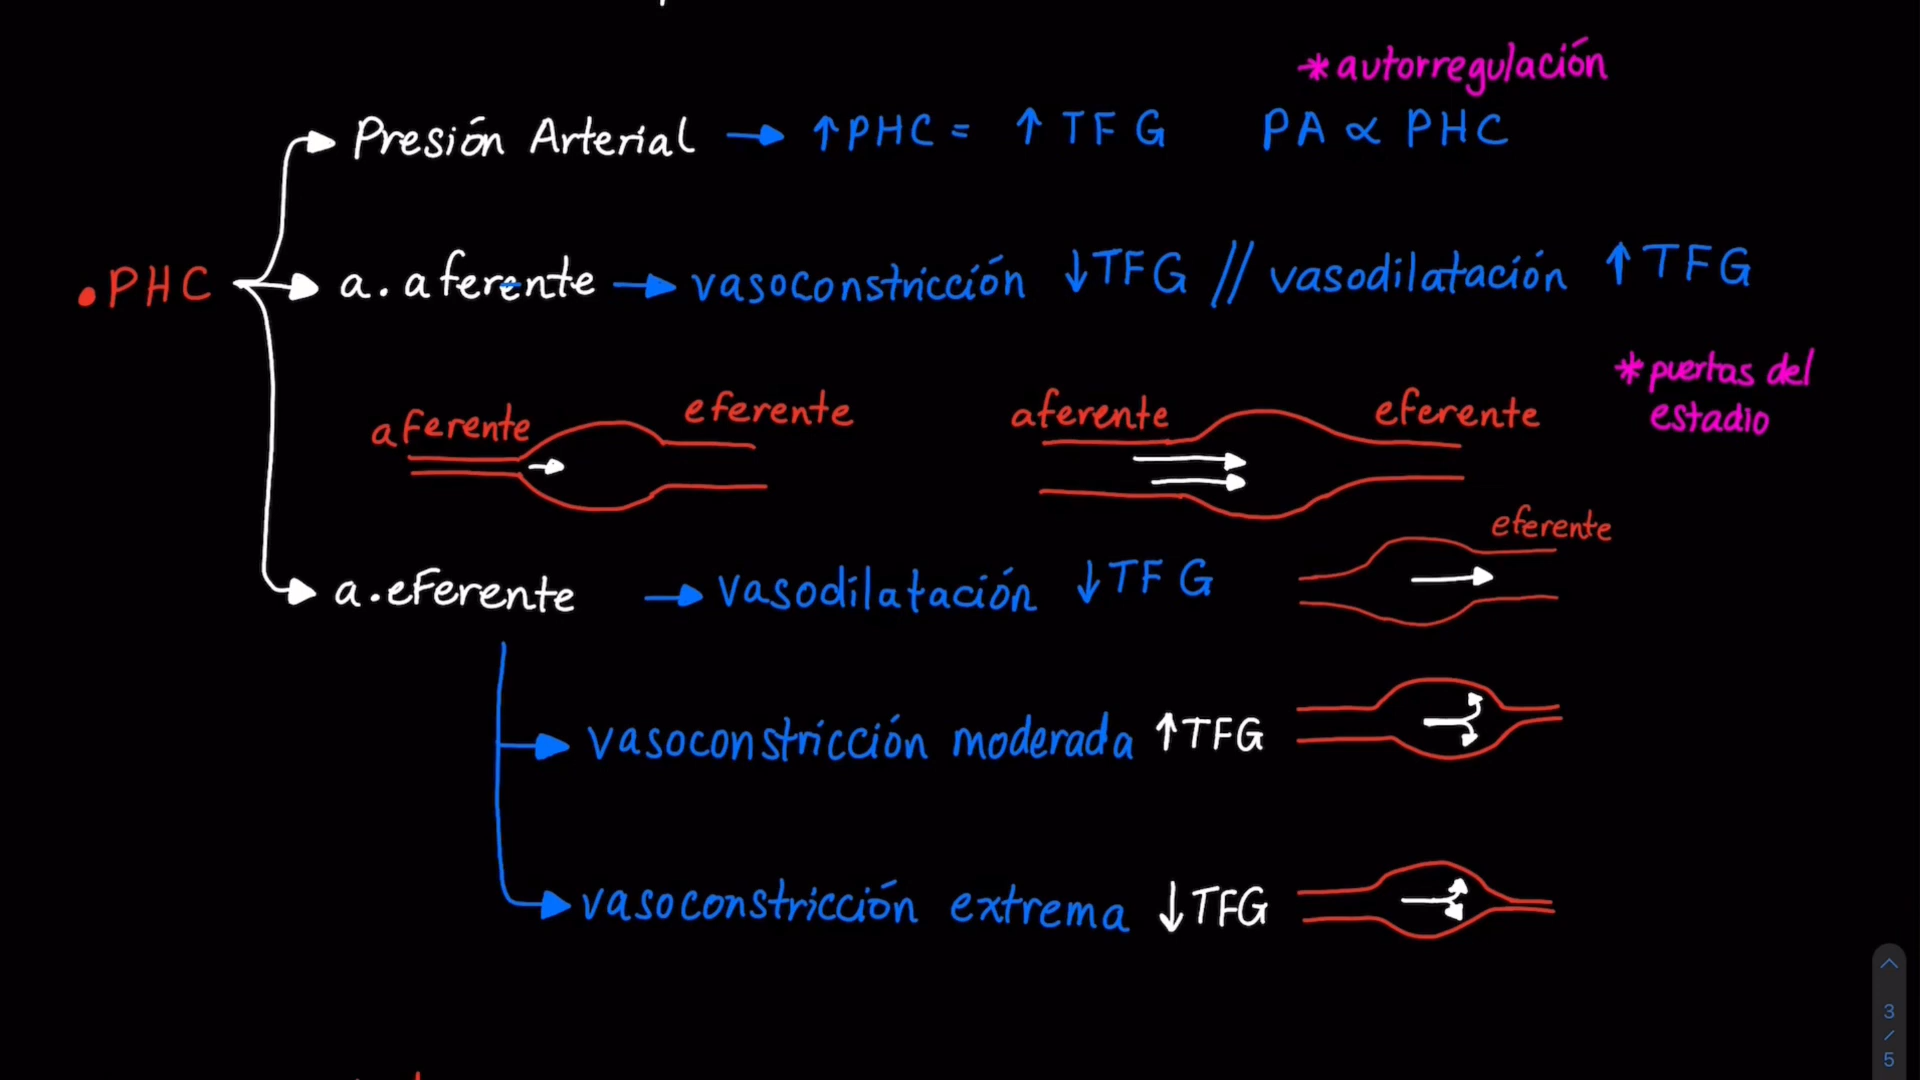 *autorregulación
Presión Arterial → ↑PHC = ↑TFG PA ∝ PHC
•PHC
a. aferente → vasoconstricción ↓TFG // vasodilatación ↑TFG
*puertas del
estadio
aferente eferente aferente eferente
eferente
a. eferente → vasodilatación ↓TFG
vasoconstricción moderada ↑TFG
vasoconstricción extrema ↓TFG
3
/
5